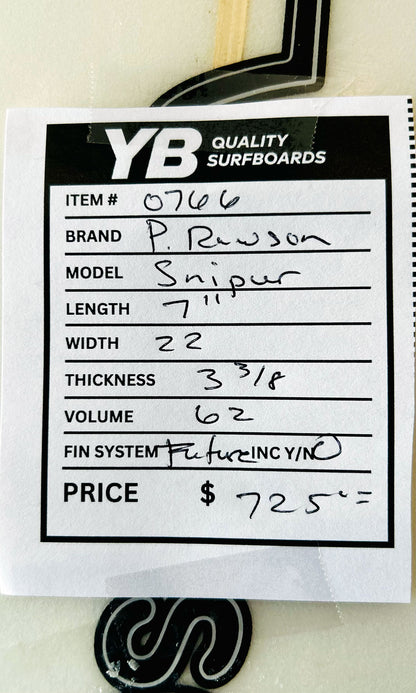 YB QUALITY SURFBOARDS
ITEM # 0766
BRAND P. Rawson
MODEL Snipur
LENGTH 7"
WIDTH 22
THICKNESS 3 3/8
VOLUME 62
FIN SYSTEM Future INC Y/N
PRICE $ 725.=